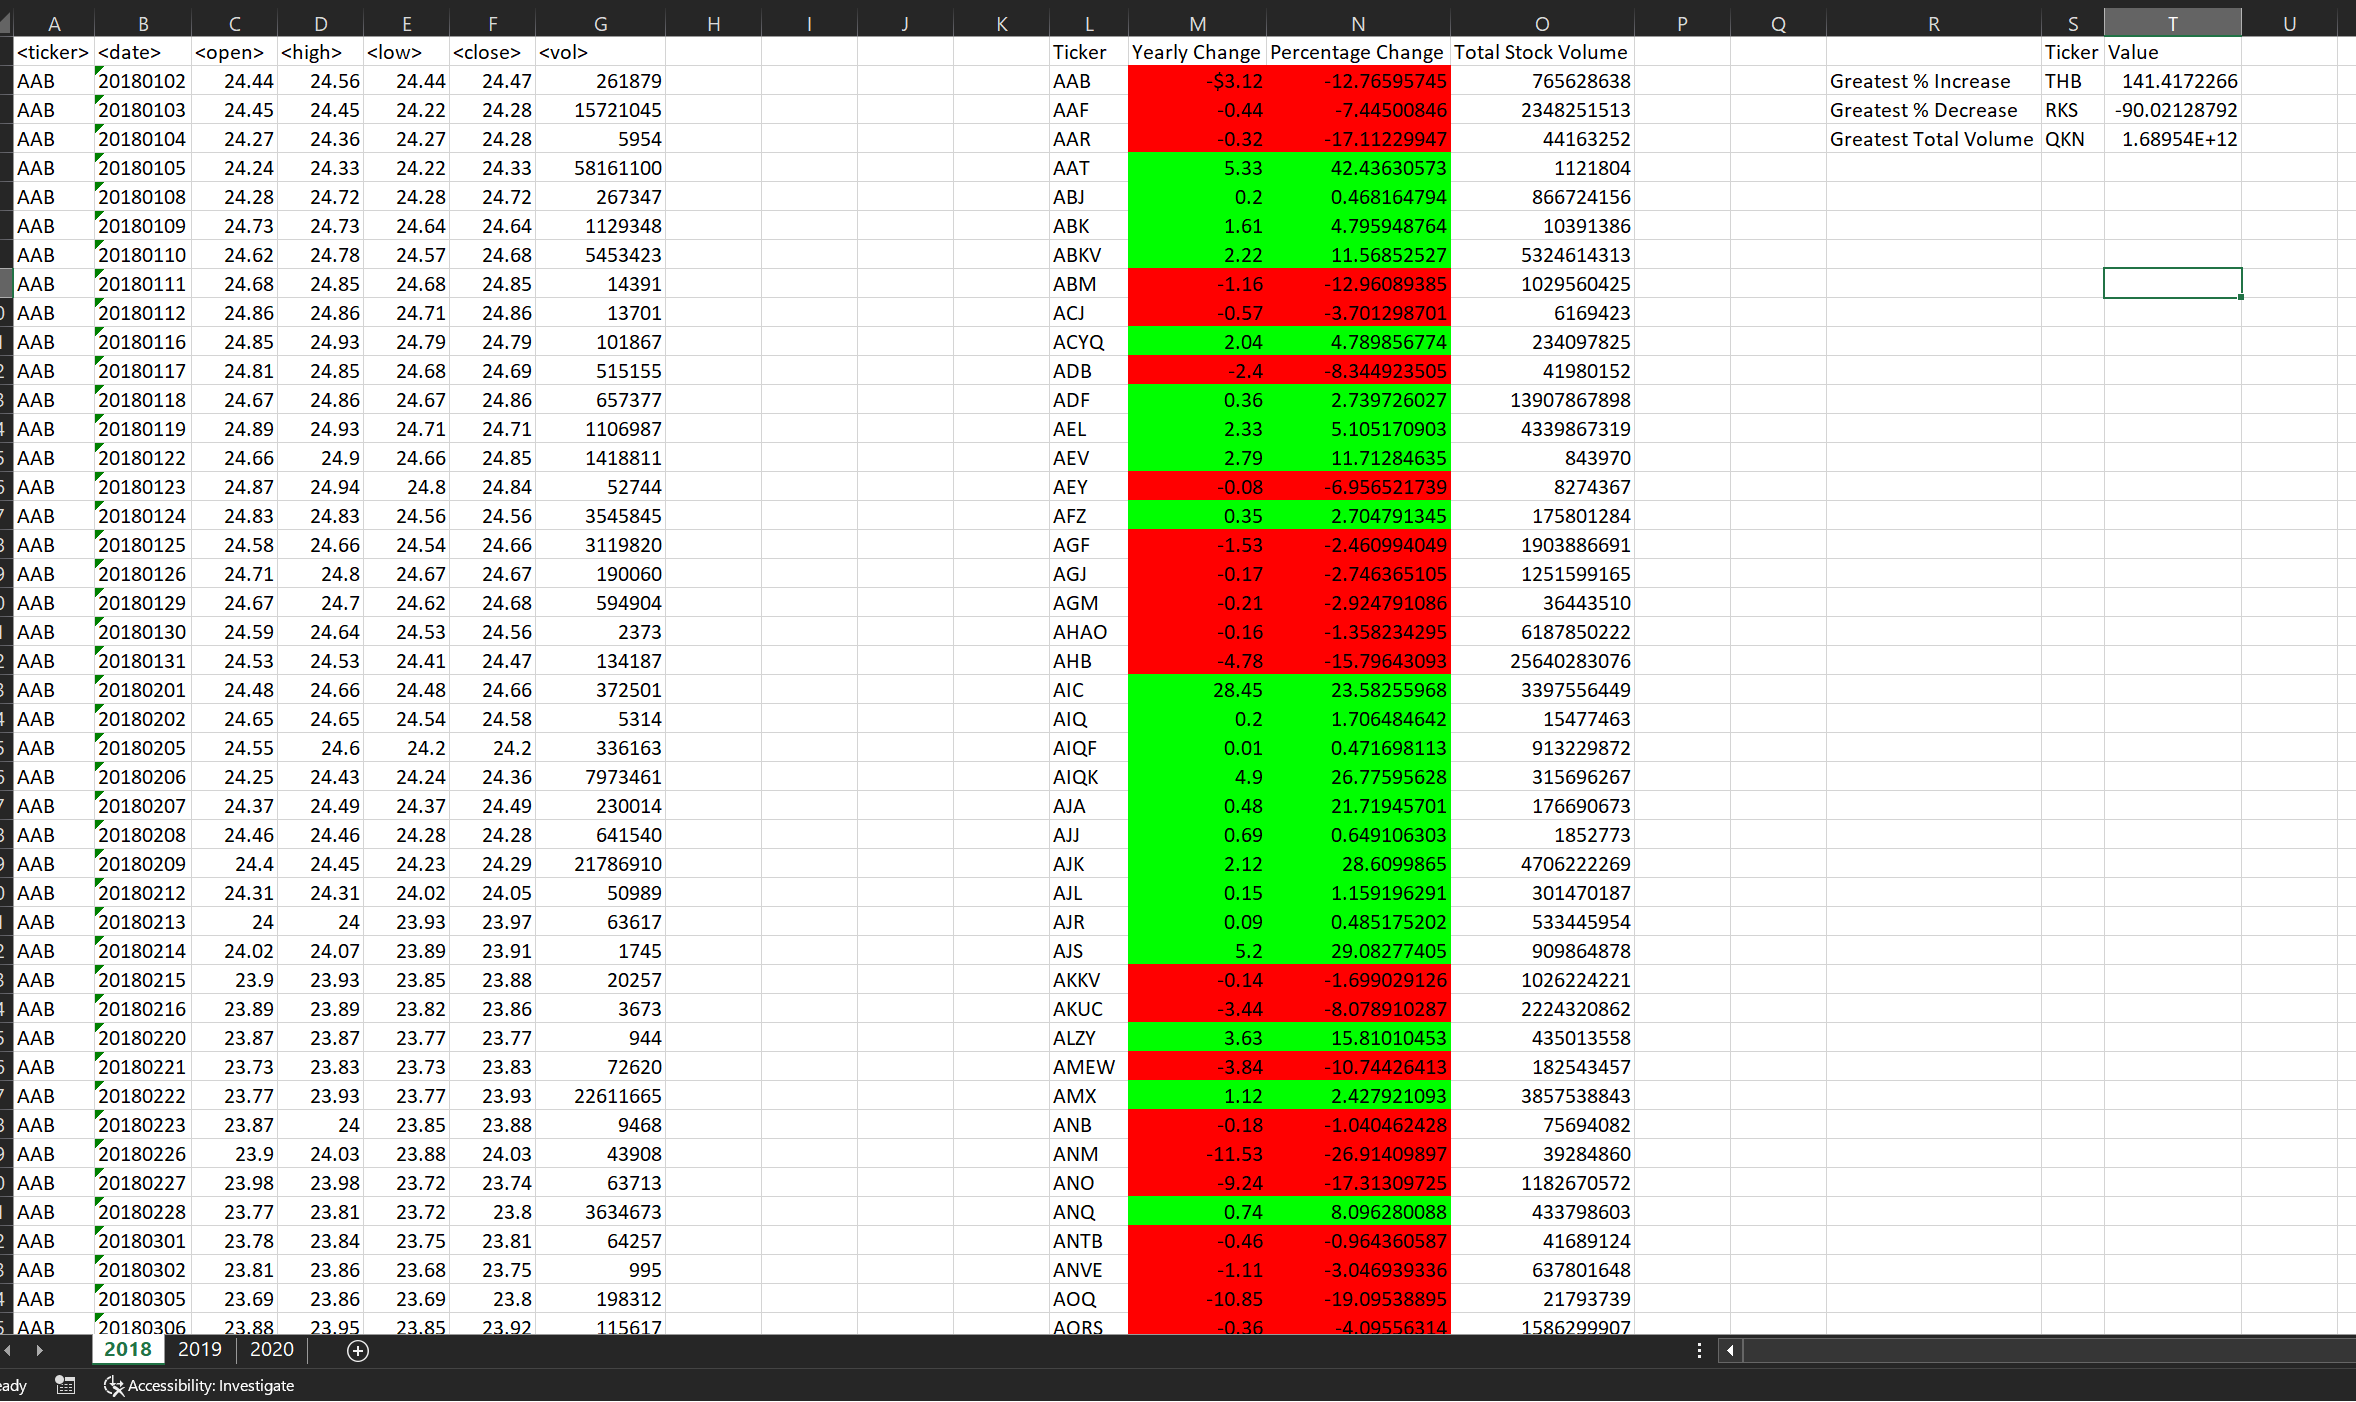 A B C D E F G H I J K L M N O P Q R S T U
<ticker> <date> <open> <high> <low> <close> <vol> Ticker Yearly Change Percentage Change Total Stock Volume Ticker Value
AAB 20180102 24.44 24.56 24.44 24.47 261879 AAB -$3.12 -12.76595745 765628638 Greatest % Increase THB 141.4172266
AAB 20180103 24.45 24.45 24.22 24.28 15721045 AAF -0.44 -7.44500846 2348251513 Greatest % Decrease RKS -90.02128792
AAB 20180104 24.27 24.36 24.27 24.28 5954 AAR -0.32 -17.11229947 44163252 Greatest Total Volume QKN 1.68954E+12
AAB 20180105 24.24 24.33 24.22 24.33 58161100 AAT 5.33 42.43630573 1121804
AAB 20180108 24.28 24.72 24.28 24.72 267347 ABJ 0.2 0.468164794 866724156
AAB 20180109 24.73 24.73 24.64 24.64 1129348 ABK 1.61 4.795948764 10391386
AAB 20180110 24.62 24.78 24.57 24.68 5453423 ABKV 2.22 11.56852527 5324614313
AAB 20180111 24.68 24.85 24.68 24.85 14391 ABM -1.16 -12.96089385 1029560425
AAB 20180112 24.86 24.86 24.71 24.86 13701 ACJ -0.57 -3.701298701 6169423
AAB 20180116 24.85 24.93 24.79 24.79 101867 ACYQ 2.04 4.789856774 234097825
AAB 20180117 24.81 24.85 24.68 24.69 515155 ADB -2.4 -8.344923505 41980152
AAB 20180118 24.67 24.86 24.67 24.86 657377 ADF 0.36 2.739726027 13907867898
AAB 20180119 24.89 24.93 24.71 24.71 1106987 AEL 2.33 5.105170903 4339867319
AAB 20180122 24.66 24.9 24.66 24.85 1418811 AEV 2.79 11.71284635 843970
AAB 20180123 24.87 24.94 24.8 24.84 52744 AEY -0.08 -6.956521739 8274367
AAB 20180124 24.83 24.83 24.56 24.56 3545845 AFZ 0.35 2.704791345 175801284
AAB 20180125 24.58 24.66 24.54 24.66 3119820 AGF -1.53 -2.460994049 1903886691
AAB 20180126 24.71 24.8 24.67 24.67 190060 AGJ -0.17 -2.746365105 1251599165
AAB 20180129 24.67 24.7 24.62 24.68 594904 AGM -0.21 -2.924791086 36443510
AAB 20180130 24.59 24.64 24.53 24.56 2373 AHAO -0.16 -1.358234295 6187850222
AAB 20180131 24.53 24.53 24.41 24.47 134187 AHB -4.78 -15.79643093 25640283076
AAB 20180201 24.48 24.66 24.48 24.66 372501 AIC 28.45 23.58255968 3397556449
AAB 20180202 24.65 24.65 24.54 24.58 5314 AIQ 0.2 1.706484642 15477463
AAB 20180205 24.55 24.6 24.2 24.2 336163 AIQF 0.01 0.471698113 913229872
AAB 20180206 24.25 24.43 24.24 24.36 7973461 AIQK 4.9 26.77595628 315696267
AAB 20180207 24.37 24.49 24.37 24.49 230014 AJA 0.48 21.71945701 176690673
AAB 20180208 24.46 24.46 24.28 24.28 641540 AJJ 0.69 0.649106303 1852773
AAB 20180209 24.4 24.45 24.23 24.29 21786910 AJK 2.12 28.6099865 4706222269
AAB 20180212 24.31 24.31 24.02 24.05 50989 AJL 0.15 1.159196291 301470187
AAB 20180213 24 24 23.93 23.97 63617 AJR 0.09 0.485175202 533445954
AAB 20180214 24.02 24.07 23.89 23.91 1745 AJS 5.2 29.08277405 909864878
AAB 20180215 23.9 23.93 23.85 23.88 20257 AKKV -0.14 -1.699029126 1026224221
AAB 20180216 23.89 23.89 23.82 23.86 3673 AKUC -3.44 -8.078910287 2224320862
AAB 20180220 23.87 23.87 23.77 23.77 944 ALZY 3.63 15.81010453 435013558
AAB 20180221 23.73 23.83 23.73 23.83 72620 AMEW -3.84 -10.74426413 182543457
AAB 20180222 23.77 23.93 23.77 23.93 22611665 AMX 1.12 2.427921093 3857538843
AAB 20180223 23.87 24 23.85 23.88 9468 ANB -0.18 -1.040462428 75694082
AAB 20180226 23.9 24.03 23.88 24.03 43908 ANM -11.53 -26.91409897 39284860
AAB 20180227 23.98 23.98 23.72 23.74 63713 ANO -9.24 -17.31309725 1182670572
AAB 20180228 23.77 23.81 23.72 23.8 3634673 ANQ 0.74 8.096280088 433798603
AAB 20180301 23.78 23.84 23.75 23.81 64257 ANTB -0.46 -0.964360587 41689124
AAB 20180302 23.81 23.86 23.68 23.75 995 ANVE -1.11 -3.046939336 637801648
AAB 20180305 23.69 23.86 23.69 23.8 198312 AOQ -10.85 -19.09538895 21793739
AAB 20180306 23.88 23.95 23.85 23.92 115617 AORS -0.36 -4.09556314 1586299907
2018 2019 2020
eady Accessibility: Investigate